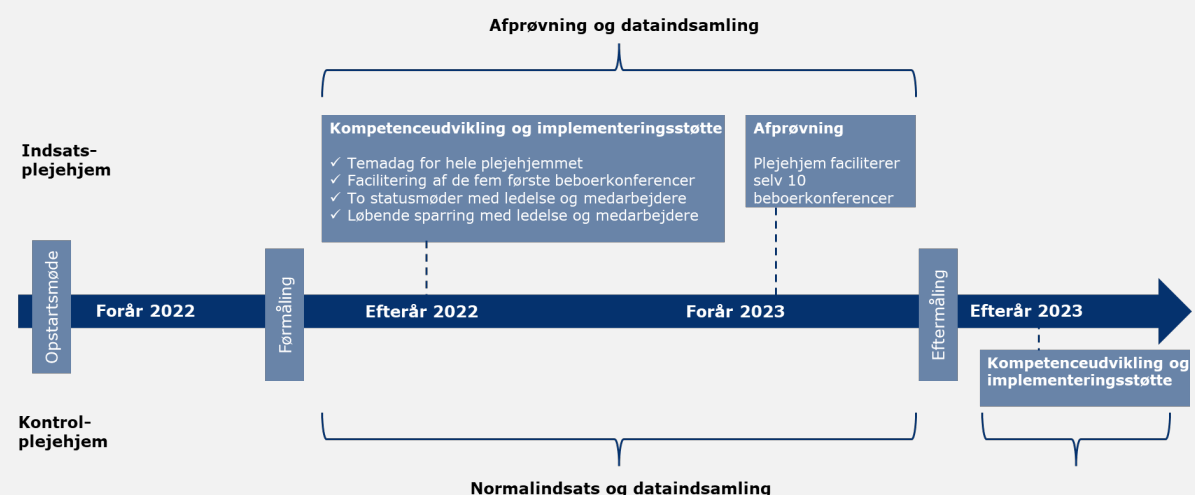 Afprøvning og dataindsamling
Indsats-
plejehjem
Kompetenceudvikling og implementeringsstøtte
✓ Temadag for hele plejehjemmet
✓ Facilitering af de fem første beboerkonferencer
✓ To statusmøder med ledelse og medarbejdere
✓ Løbende sparring med ledelse og medarbejdere
Afprøvning
Plejehjem faciliterer
selv 10
beboerkonferencer
Opstartsmøde
Forår 2022
Førmåling
Efterår 2022
Forår 2023
Eftermåling
Efterår 2023
Kompetenceudvikling og
implementeringsstøtte
Kontrol-
plejehjem
Normalindsats og dataindsamling